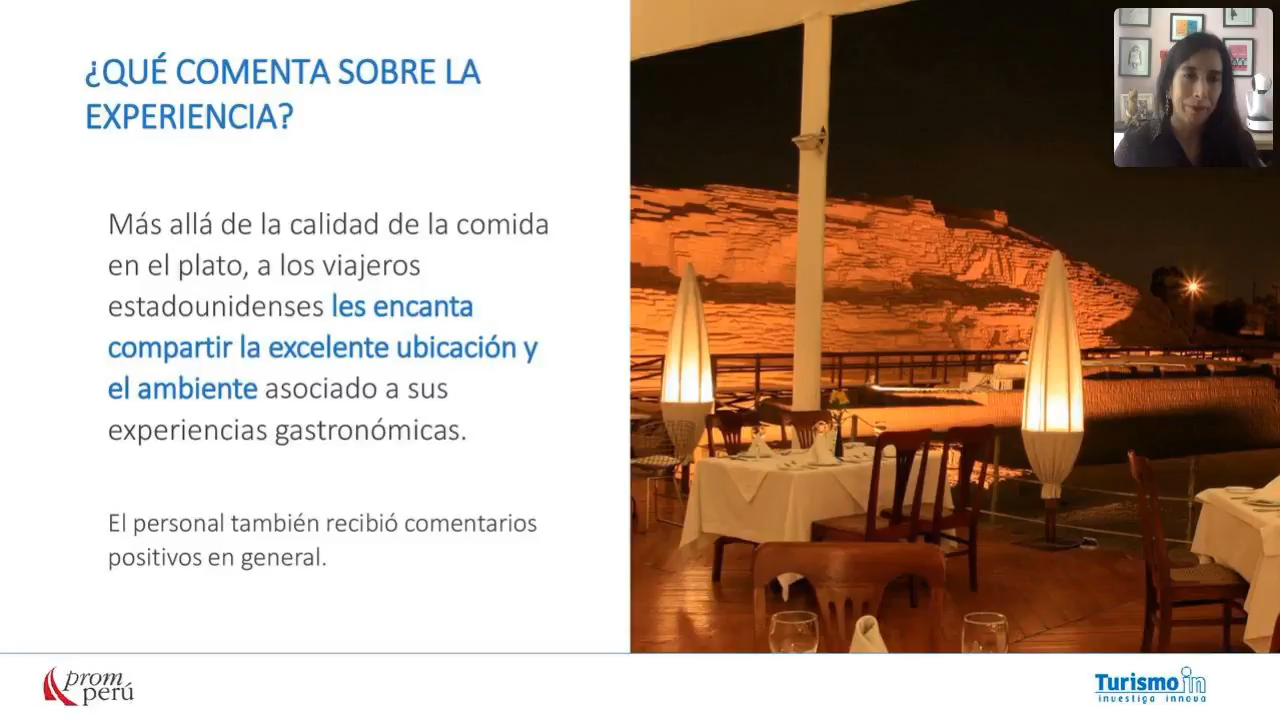 ¿QUÉ COMENTA SOBRE LA
EXPERIENCIA?
Más allá de la calidad de la comida
en el plato, a los viajeros
estadounidenses les encanta
compartir la excelente ubicación y
el ambiente asociado a sus
experiencias gastronómicas.
El personal también recibió comentarios
positivos en general.
prom
perú
Turismo in
investiga innova